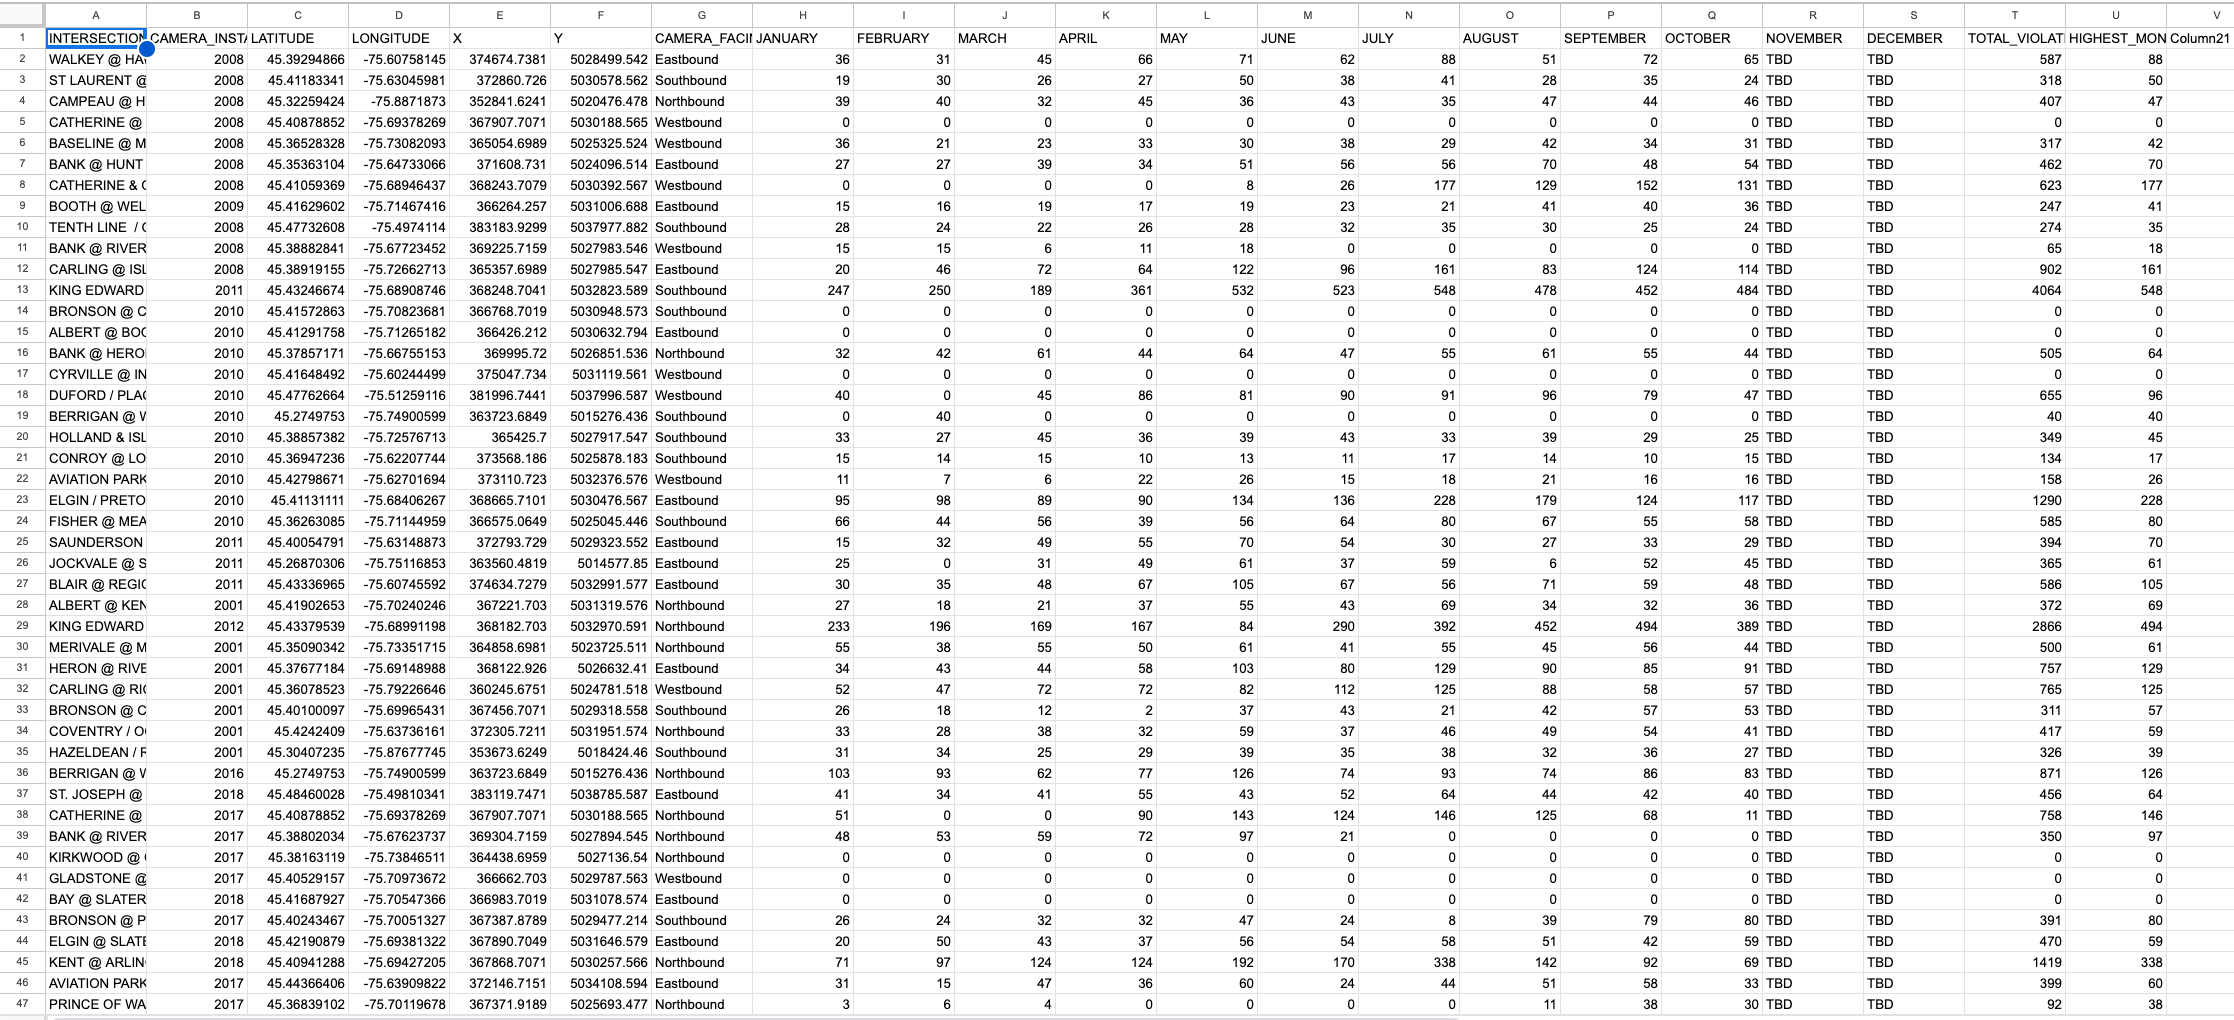 A B C D E F G H I J K L M N O P Q R S T U V
1 INTERSECTION CAMERA_INSTA LATITUDE LONGITUDE X Y CAMERA_FACIN JANUARY FEBRUARY MARCH APRIL MAY JUNE JULY AUGUST SEPTEMBER OCTOBER NOVEMBER DECEMBER TOTAL_VIOLAT HIGHEST_MON Column21
2 WALKEY @ HA 2008 45.39294866 -75.60758145 374674.7381 5028499.542 Eastbound 36 31 45 66 71 62 88 51 72 65 TBD TBD 587 88
3 ST LAURENT @ 2008 45.41183341 -75.63045981 372860.726 5030578.562 Southbound 19 30 26 27 50 38 41 28 35 24 TBD TBD 318 50
4 CAMPEAU @ H 2008 45.32259424 -75.8871873 352841.6241 5020476.478 Northbound 39 40 32 45 36 43 35 47 44 46 TBD TBD 407 47
5 CATHERINE @ 2008 45.40878852 -75.69378269 367907.7071 5030188.565 Westbound 0 0 0 0 0 0 0 0 0 0 TBD TBD 0 0
6 BASELINE @ M 2008 45.36528328 -75.73082093 365054.6989 5025325.524 Westbound 36 21 23 33 30 38 29 42 34 31 TBD TBD 317 42
7 BANK @ HUNT 2008 45.35363104 -75.64733066 371608.731 5024096.514 Eastbound 27 27 39 34 51 56 56 70 48 54 TBD TBD 462 70
8 CATHERINE & 2008 45.41059369 -75.68946437 368243.7079 5030392.567 Westbound 0 0 0 0 8 26 177 129 152 131 TBD TBD 623 177
9 BOOTH @ WEL 2009 45.41629602 -75.71467416 366264.257 5031006.688 Eastbound 15 16 19 17 19 23 21 41 40 36 TBD TBD 247 41
10 TENTH LINE / 2008 45.47732608 -75.4974114 383183.9299 5037977.882 Southbound 28 24 22 26 28 32 35 30 25 24 TBD TBD 274 35
11 BANK @ RIVER 2008 45.38882841 -75.67723452 369225.7159 5027983.546 Westbound 15 15 6 11 18 0 0 0 0 0 TBD TBD 65 18
12 CARLING @ ISL 2008 45.38919155 -75.72662713 365357.6989 5027985.547 Eastbound 20 46 72 64 122 96 161 83 124 114 TBD TBD 902 161
13 KING EDWARD 2011 45.43246674 -75.68908746 368248.7041 5032823.589 Southbound 247 250 189 361 532 523 548 478 452 484 TBD TBD 4064 548
14 BRONSON @ C 2010 45.41572863 -75.70823681 366768.7019 5030948.573 Southbound 0 0 0 0 0 0 0 0 0 0 TBD TBD 0 0
15 ALBERT @ BOO 2010 45.41291758 -75.71265182 366426.212 5030632.794 Eastbound 0 0 0 0 0 0 0 0 0 0 TBD TBD 0 0
16 BANK @ HERO 2010 45.37857171 -75.66755153 369995.72 5026851.536 Northbound 32 42 61 44 64 47 55 61 55 44 TBD TBD 505 64
17 CYRVILLE @ IN 2010 45.41648492 -75.60244499 375047.734 5031119.561 Westbound 0 0 0 0 0 0 0 0 0 0 TBD TBD 0 0
18 DUFORD / PLA 2010 45.47762664 -75.51259116 381996.7441 5037996.587 Westbound 40 0 45 86 81 90 91 96 79 47 TBD TBD 655 96
19 BERRIGAN @ W 2010 45.2749753 -75.74900599 363723.6849 5015276.436 Southbound 0 40 0 0 0 0 0 0 0 0 TBD TBD 40 40
20 HOLLAND & ISL 2010 45.38857382 -75.72576713 365425.7 5027917.547 Southbound 33 27 45 36 39 43 33 39 29 25 TBD TBD 349 45
21 CONROY @ LO 2010 45.36947236 -75.62207744 373568.186 5025878.183 Southbound 15 14 15 10 13 11 17 14 10 15 TBD TBD 134 17
22 AVIATION PARK 2010 45.42798671 -75.62701694 373110.723 5032376.576 Westbound 11 7 6 22 26 15 18 21 16 16 TBD TBD 158 26
23 ELGIN / PRETO 2010 45.41131111 -75.68406267 368665.7101 5030476.567 Eastbound 95 98 89 90 134 136 228 179 124 117 TBD TBD 1290 228
24 FISHER @ MEA 2010 45.36263085 -75.71144959 366575.0649 5025045.446 Southbound 66 44 56 39 56 64 80 67 55 58 TBD TBD 585 80
25 SAUNDERSON 2011 45.40054791 -75.63148873 372793.729 5029323.552 Eastbound 15 32 49 55 70 54 30 27 33 29 TBD TBD 394 70
26 JOCKVALE @ S 2011 45.26870306 -75.75116853 363560.4819 5014577.85 Eastbound 25 0 31 49 61 37 59 6 52 45 TBD TBD 365 61
27 BLAIR @ REGIO 2011 45.43336965 -75.60745592 374634.7279 5032991.577 Eastbound 30 35 48 67 105 67 56 71 59 48 TBD TBD 586 105
28 ALBERT @ KEN 2001 45.41902653 -75.70240246 367221.703 5031319.576 Northbound 27 18 21 37 55 43 69 34 32 36 TBD TBD 372 69
29 KING EDWARD 2012 45.43379539 -75.68991198 368182.703 5032970.591 Northbound 233 196 169 167 84 290 392 452 494 389 TBD TBD 2866 494
30 MERIVALE @ M 2001 45.35090342 -75.73351715 364858.6981 5023725.511 Northbound 55 38 55 50 61 41 55 45 56 44 TBD TBD 500 61
31 HERON @ RIVE 2001 45.37677184 -75.69148988 368122.926 5026632.41 Eastbound 34 43 44 58 103 80 129 90 85 91 TBD TBD 757 129
32 CARLING @ RI 2001 45.36078523 -75.79226646 360245.6751 5024781.518 Westbound 52 47 72 72 82 112 125 88 58 57 TBD TBD 765 125
33 BRONSON @ C 2001 45.40100097 -75.69965431 367456.7071 5029318.558 Southbound 26 18 12 2 37 43 21 42 57 53 TBD TBD 311 57
34 COVENTRY / O 2001 45.4242409 -75.63736161 372305.7211 5031951.574 Northbound 33 28 38 32 59 37 46 49 54 41 TBD TBD 417 59
35 HAZELDEAN / 2001 45.30407235 -75.87677745 353673.6249 5018424.46 Southbound 31 34 25 29 39 35 38 32 36 27 TBD TBD 326 39
36 BERRIGAN @ W 2016 45.2749753 -75.74900599 363723.6849 5015276.436 Northbound 103 93 62 77 126 74 93 74 86 83 TBD TBD 871 126
37 ST. JOSEPH @ 2018 45.48460028 -75.49810341 383119.7471 5038785.587 Eastbound 41 34 41 55 43 52 64 44 42 40 TBD TBD 456 64
38 CATHERINE @ 2017 45.40878852 -75.69378269 367907.7071 5030188.565 Northbound 51 0 0 90 143 124 146 125 68 11 TBD TBD 758 146
39 BANK @ RIVER 2017 45.38802034 -75.67623737 369304.7159 5027894.545 Northbound 48 53 59 72 97 21 0 0 0 0 TBD TBD 350 97
40 KIRKWOOD @ 2017 45.38163119 -75.73846511 364438.6959 5027136.54 Northbound 0 0 0 0 0 0 0 0 0 0 TBD TBD 0 0
41 GLADSTONE @ 2017 45.40529157 -75.70973672 366662.703 5029787.563 Westbound 0 0 0 0 0 0 0 0 0 0 TBD TBD 0 0
42 BAY @ SLATER 2018 45.41687927 -75.70547366 366983.7019 5031078.574 Eastbound 0 0 0 0 0 0 0 0 0 0 TBD TBD 0 0
43 BRONSON @ P 2017 45.40243467 -75.70051327 367387.8789 5029477.214 Southbound 26 24 32 32 47 24 8 39 79 80 TBD TBD 391 80
44 ELGIN @ SLATE 2018 45.42190879 -75.69381322 367890.7049 5031646.579 Eastbound 20 50 43 37 56 54 58 51 42 59 TBD TBD 470 59
45 KENT @ ARLIN 2018 45.40941288 -75.69427205 367868.7071 5030257.566 Northbound 71 97 124 124 192 170 338 142 92 69 TBD TBD 1419 338
46 AVIATION PARK 2017 45.44366406 -75.63909822 372146.7151 5034108.594 Eastbound 31 15 47 36 60 24 44 51 58 33 TBD TBD 399 60
47 PRINCE OF WA 2017 45.36839102 -75.70119678 367371.9189 5025693.477 Northbound 3 6 4 0 0 0 0 11 38 30 TBD TBD 92 38